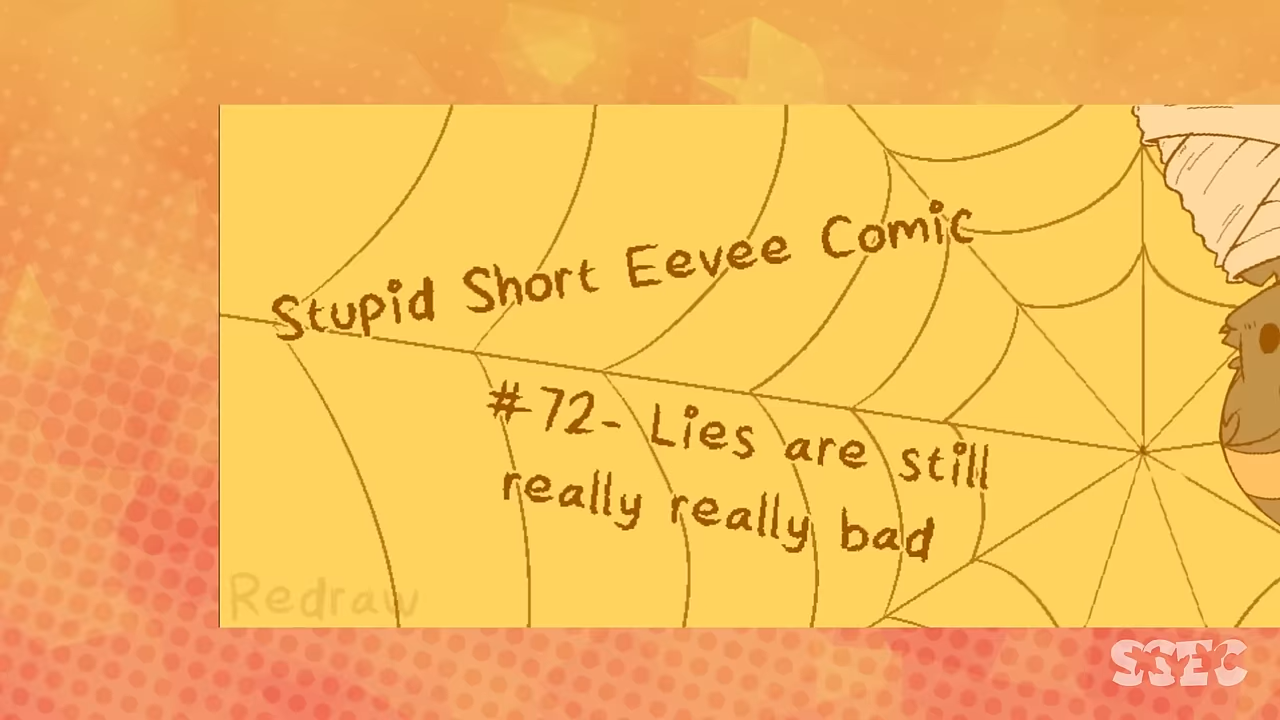 Stupid Short Eevee Comic
#72- Lies are still
really really bad
Redraw
SSEC